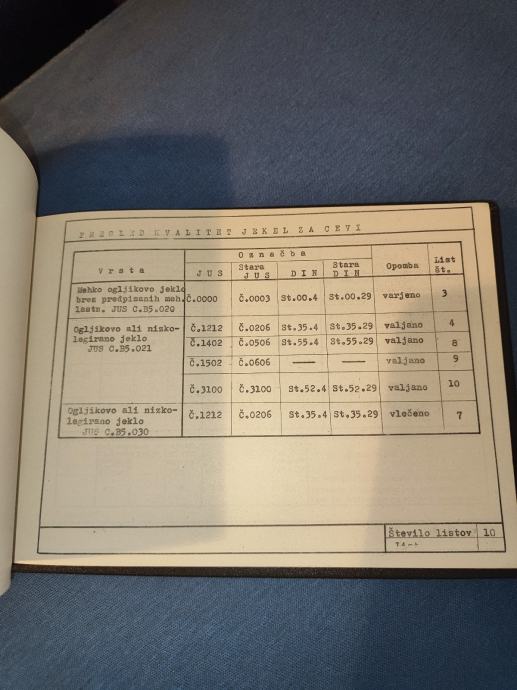 PREGLED KVALITET JEKEL ZA CEVI
Vrsta Označba Opomba List št.
JUS Stara JUS DIN Stara DIN
Mehko ogljikovo jeklo
brez predpisanih meh. Č.0000 Č.0003 St.00.4 St.00.29 varjeno 3
lastn. JUS C.B5.020
Ogljikovo ali nizko- Č.1212 Č.0206 St.35.4 St.35.29 valjano 4
legirano jeklo Č.1402 Č.0506 St.55.4 St.55.29 valjano 8
JUS C.B5.021
Č.1502 Č.0606 — — valjano 9
Č.3100 Č.3100 St.52.4 St.52.29 valjano 10
Ogljikovo ali nizko-
legirano jeklo Č.1212 Č.0206 St.35.4 St.35.29 vlečeno 7
JUS C.B5.030
Število listov 10